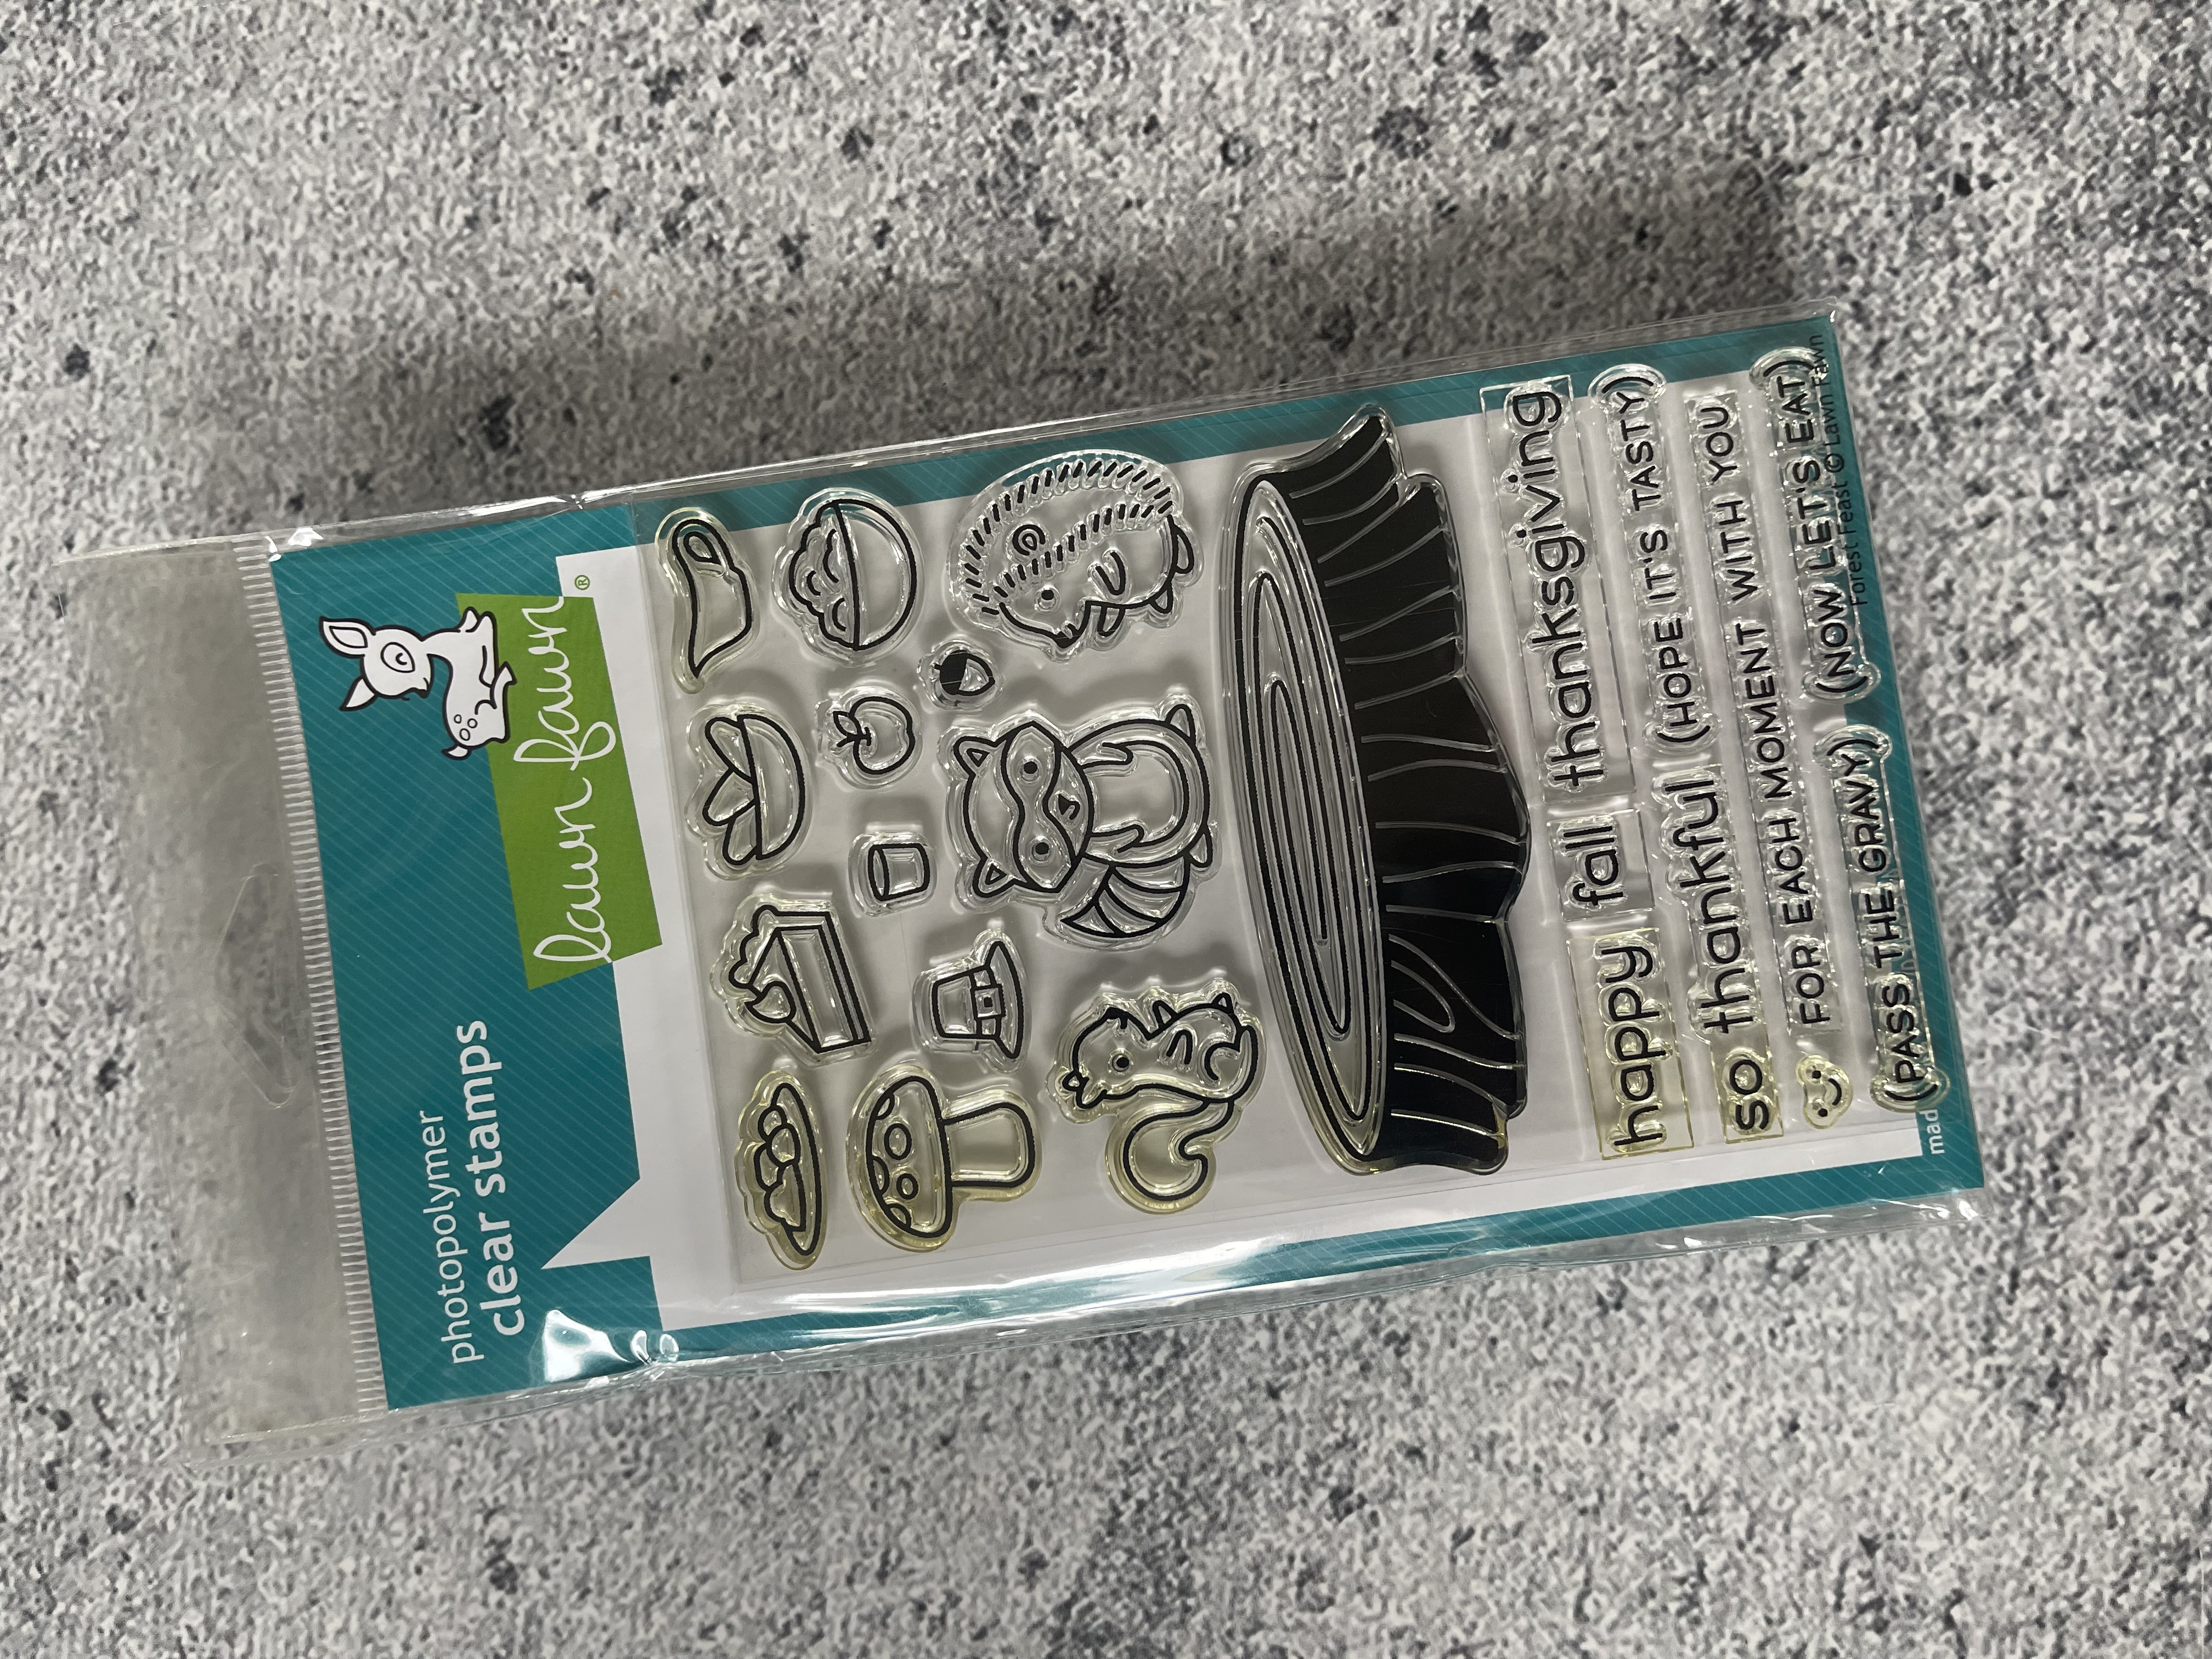 photopolymer
clear stamps
lawn fawn®
happy fall thanksgiving
so thankful (HOPE IT'S TASTY)
FOR EACH MOMENT WITH YOU
(PASS THE GRAVY) (NOW LET'S EAT)
Forest Feast © Lawn Fawn